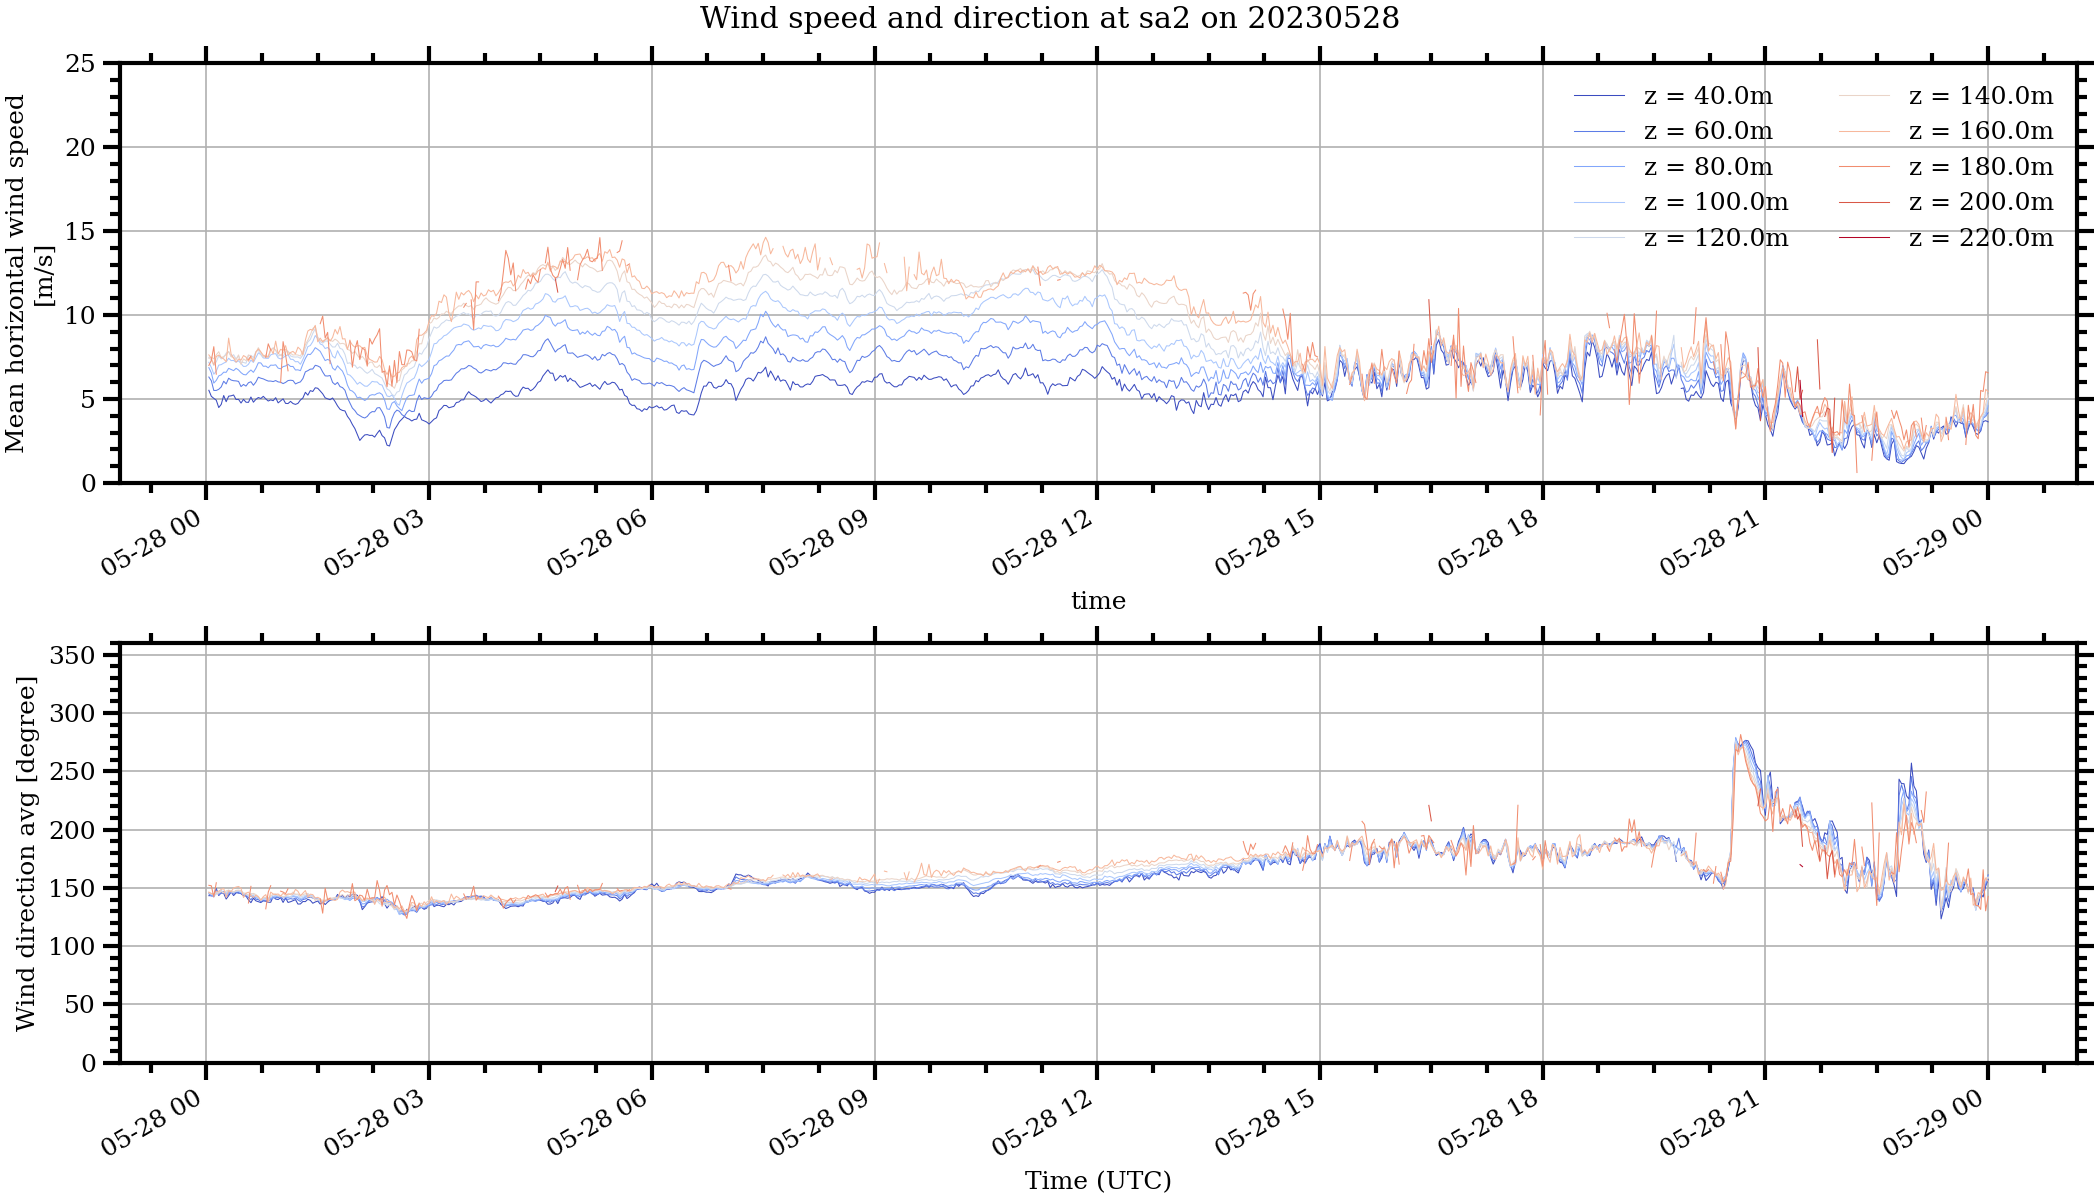 Wind speed and direction at sa2 on 20230528
Mean horizontal wind speed
[m/s]
25
20
15
10
5
0
z = 40.0m
z = 60.0m
z = 80.0m
z = 100.0m
z = 120.0m
z = 140.0m
z = 160.0m
z = 180.0m
z = 200.0m
z = 220.0m
05-28 00
05-28 03
05-28 06
05-28 09
05-28 12
05-28 15
05-28 18
05-28 21
05-29 00
time
Wind direction avg [degree]
350
300
250
200
150
100
50
0
05-28 00
05-28 03
05-28 06
05-28 09
05-28 12
05-28 15
05-28 18
05-28 21
05-29 00
Time (UTC)